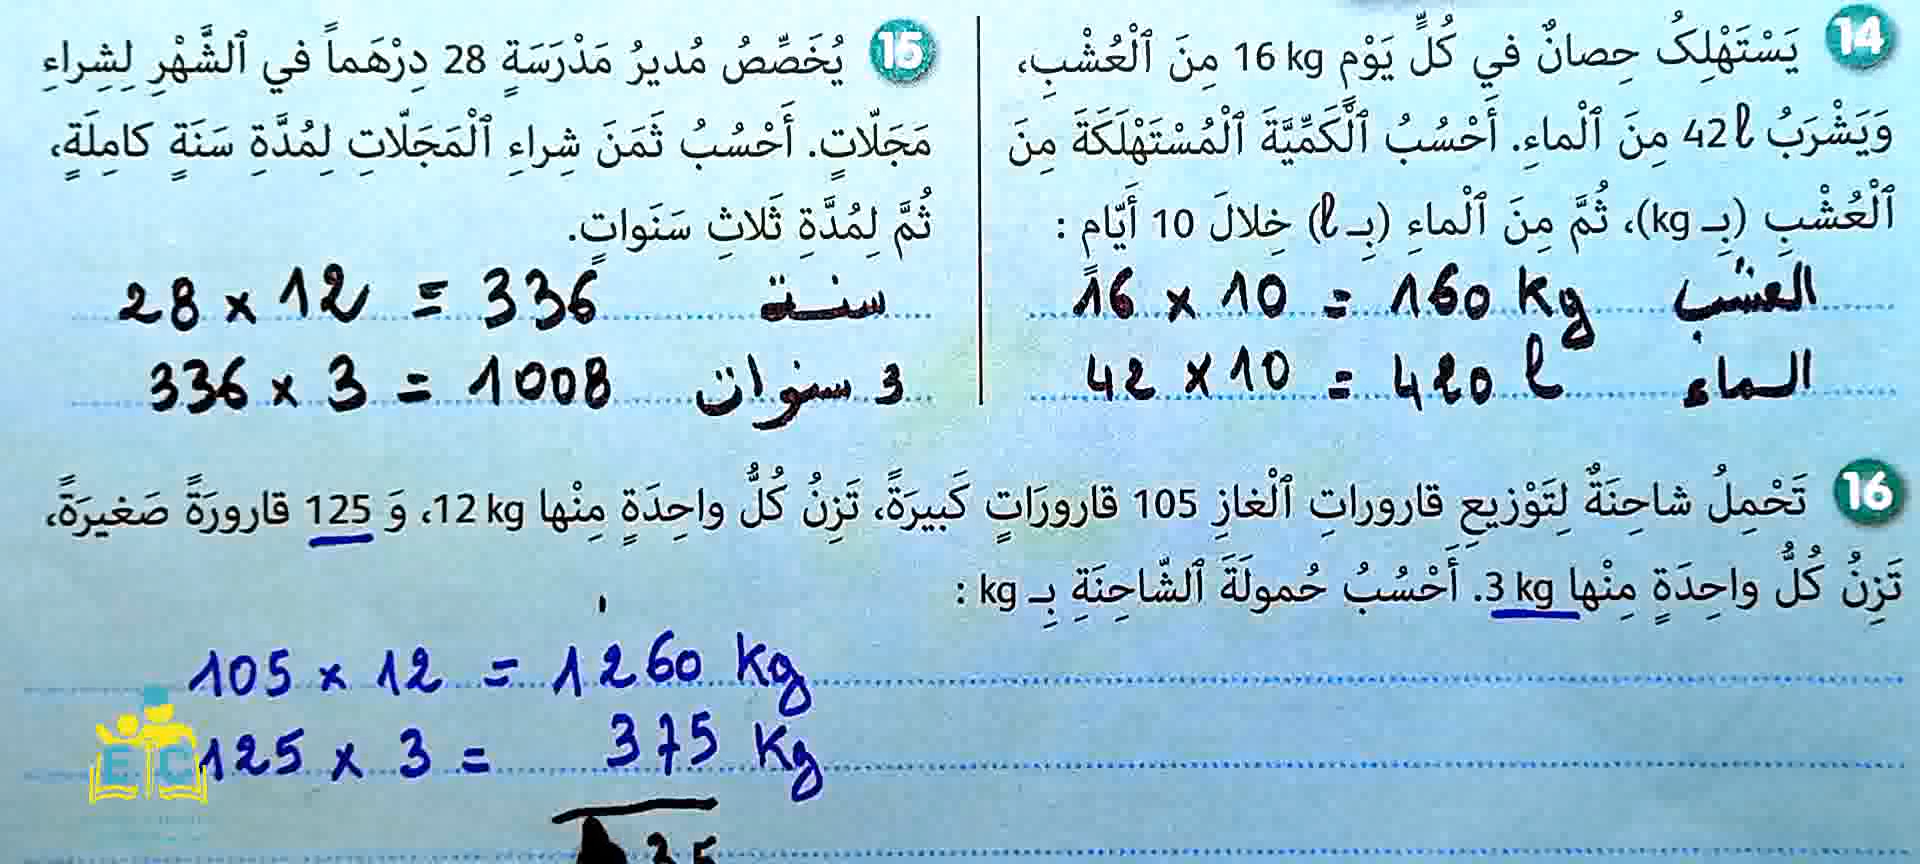 14 يَسْتَهْلِكُ حِصانٌ في كُلِّ يَوْمٍ 16 kg مِنَ ٱلْعُشْبِ،
وَيَشْرَبُ 42 l مِنَ ٱلْماءِ. أَحْسُبُ ٱلْكَمِّيَّةَ ٱلْمُسْتَهْلَكَةَ مِنَ
ٱلْعُشْبِ (بِـ kg)، ثُمَّ مِنَ ٱلْماءِ (بِـ l) خِلالَ 10 أَيّامٍ :
العشب 16 x 10 = 160 kg
الماء 42 x 10 = 420 l
15 يُخَصِّصُ مُديرُ مَدْرَسَةٍ 28 دِرْهَماً في ٱلشَّهْرِ لِشِراءِ
مَجَلّاتٍ. أَحْسُبُ ثَمَنَ شِراءِ ٱلْمَجَلّاتِ لِمُدَّةِ سَنَةٍ كامِلَةٍ،
ثُمَّ لِمُدَّةِ ثَلاثِ سَنَواتٍ.
سنة 28 x 12 = 336
3 سنوات 336 x 3 = 1008
16 تَحْمِلُ شاحِنَةٌ لِتَوْزيعِ قاروراتِ ٱلْغازِ 105 قاروراتٍ كَبيرَةً، تَزِنُ كُلُّ واحِدَةٍ مِنْها 12 kg، وَ 125 قارورَةً صَغيرَةً،
تَزِنُ كُلُّ واحِدَةٍ مِنْها 3 kg. أَحْسُبُ حُمولَةَ ٱلشّاحِنَةِ بِـ kg :
105 x 12 = 1260 kg
125 x 3 = 375 kg
35
E C